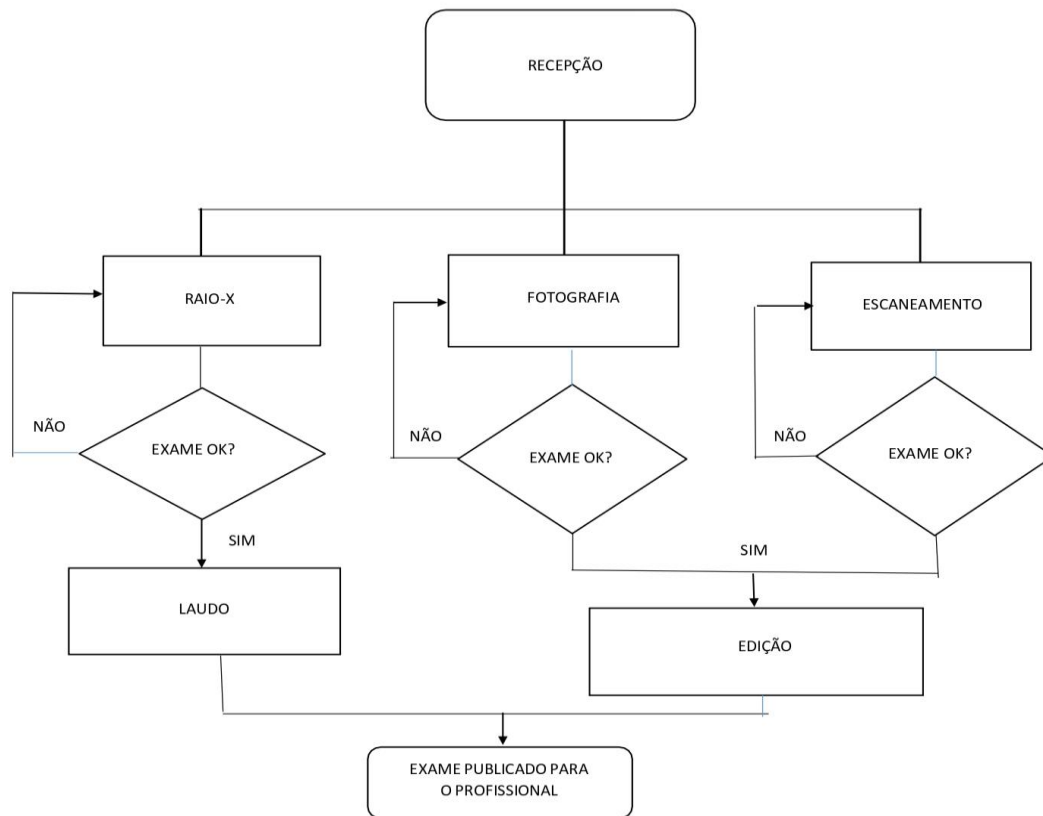 RECEPÇÃO
RAIO-X
FOTOGRAFIA
ESCANEAMENTO
NÃO
EXAME OK?
NÃO
EXAME OK?
NÃO
EXAME OK?
SIM
SIM
LAUDO
EDIÇÃO
EXAME PUBLICADO PARA
O PROFISSIONAL